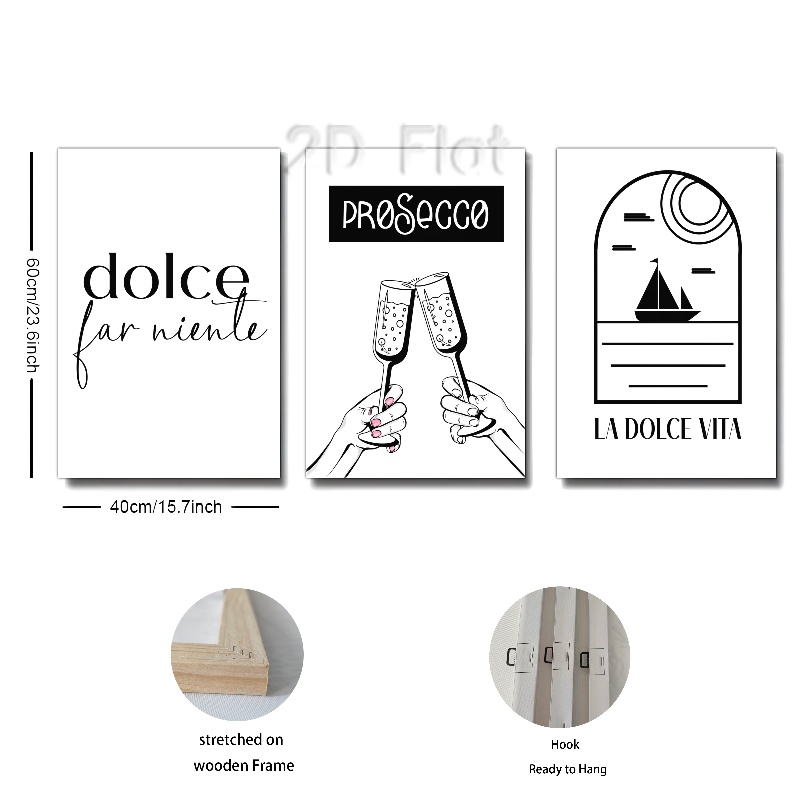 2D Flat
dolce
far niente
PROSECCO
LA DOLCE VITA
60cm/23.6inch
40cm/15.7inch
stretched on
wooden Frame
Hook
Ready to Hang